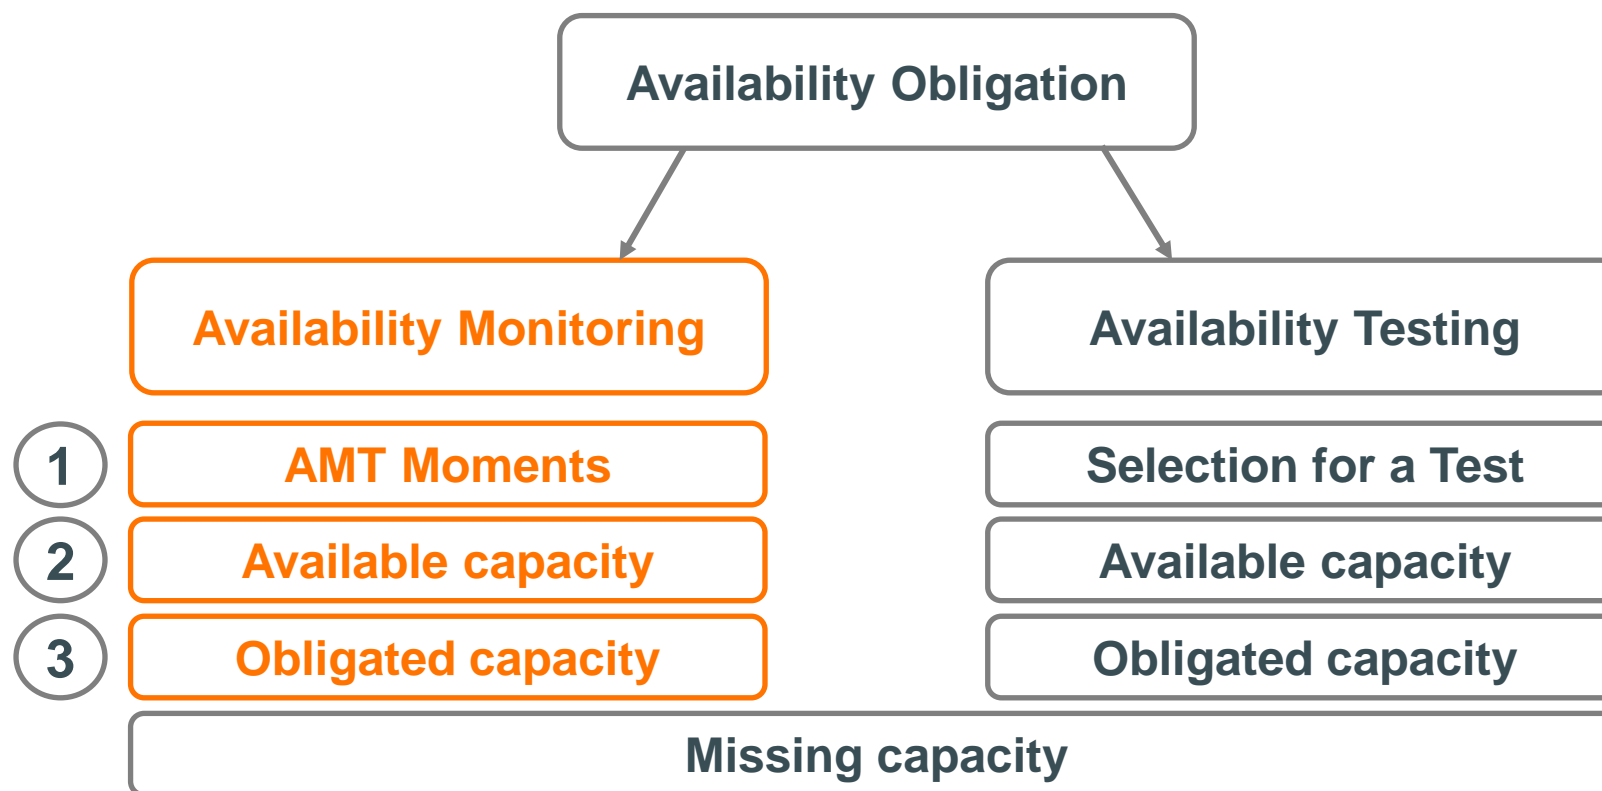 Availability Obligation
Availability Monitoring
Availability Testing
1
AMT Moments
Selection for a Test
2
Available capacity
Available capacity
3
Obligated capacity
Obligated capacity
Missing capacity